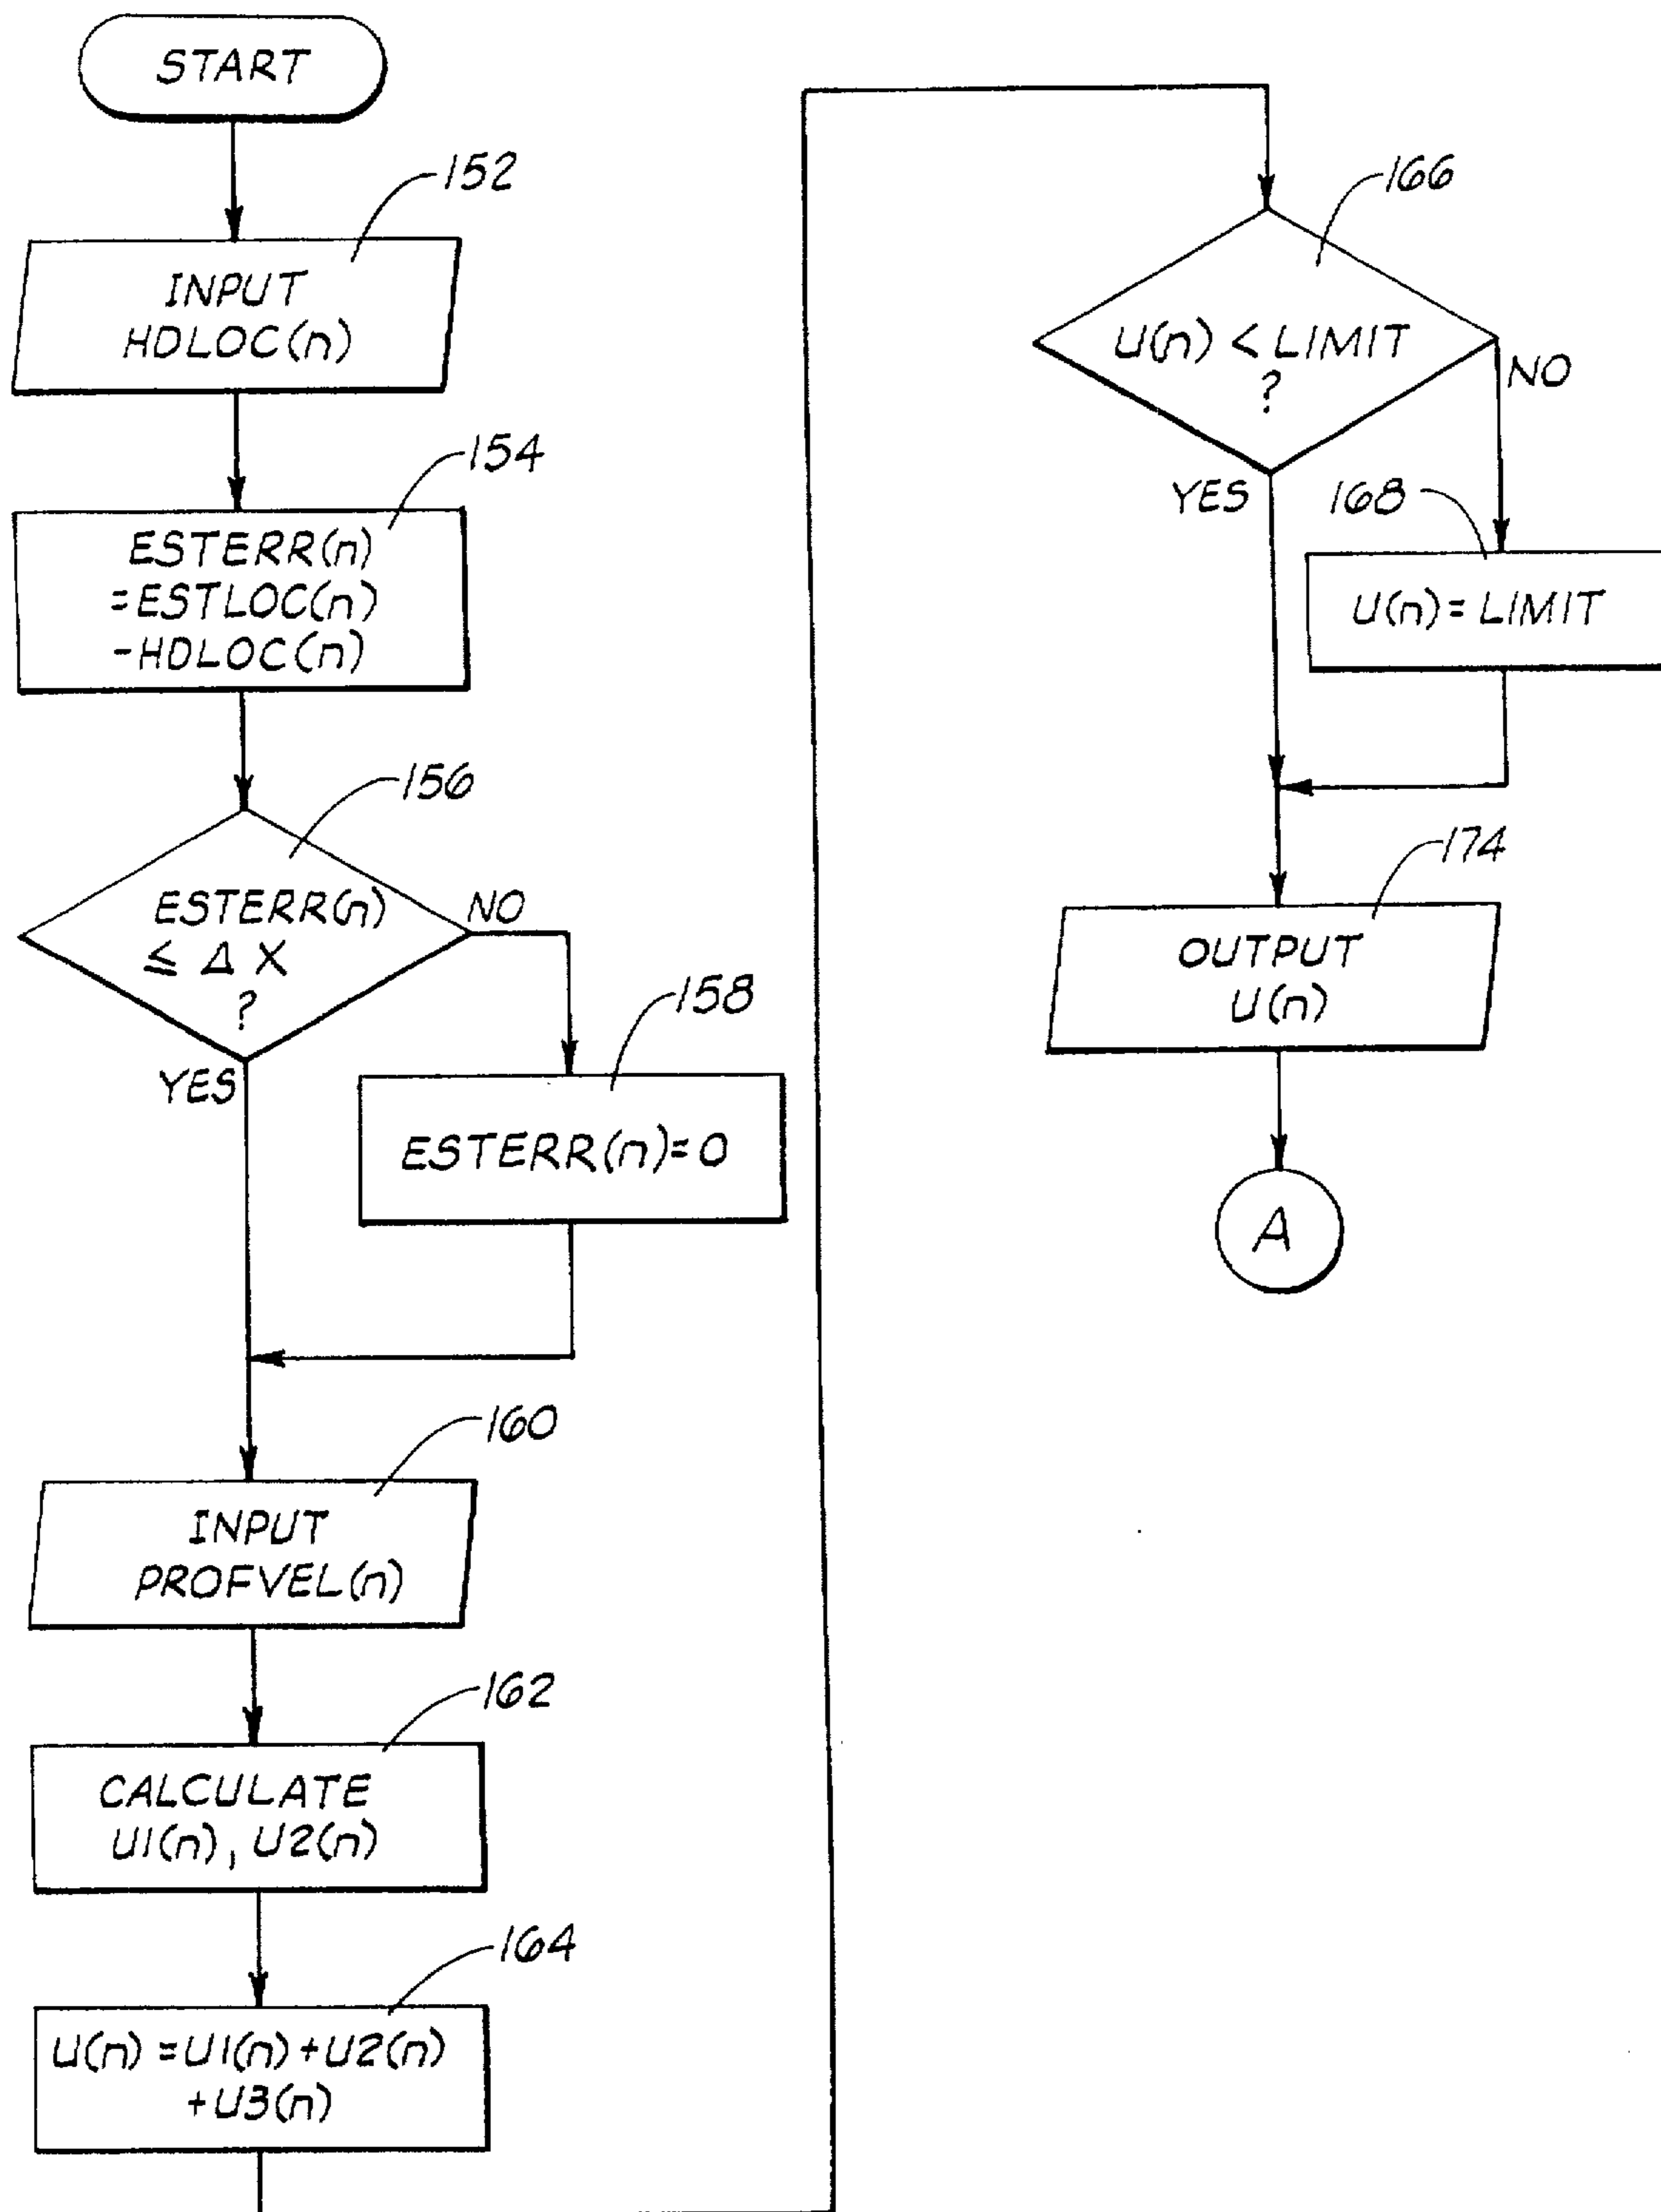 START
152
INPUT
HDLOC(n)
154
ESTERR(n)
=ESTLOC(n)
-HDLOC(n)
156
ESTERR(n)
≤ Δ X
?
NO
YES
158
ESTERR(n)=0
160
INPUT
PROFVEL(n)
162
CALCULATE
U1(n), U2(n)
164
U(n)=U1(n)+U2(n)
+U3(n)
166
U(n) < LIMIT
?
NO
YES
168
U(n)=LIMIT
174
OUTPUT
U(n)
A